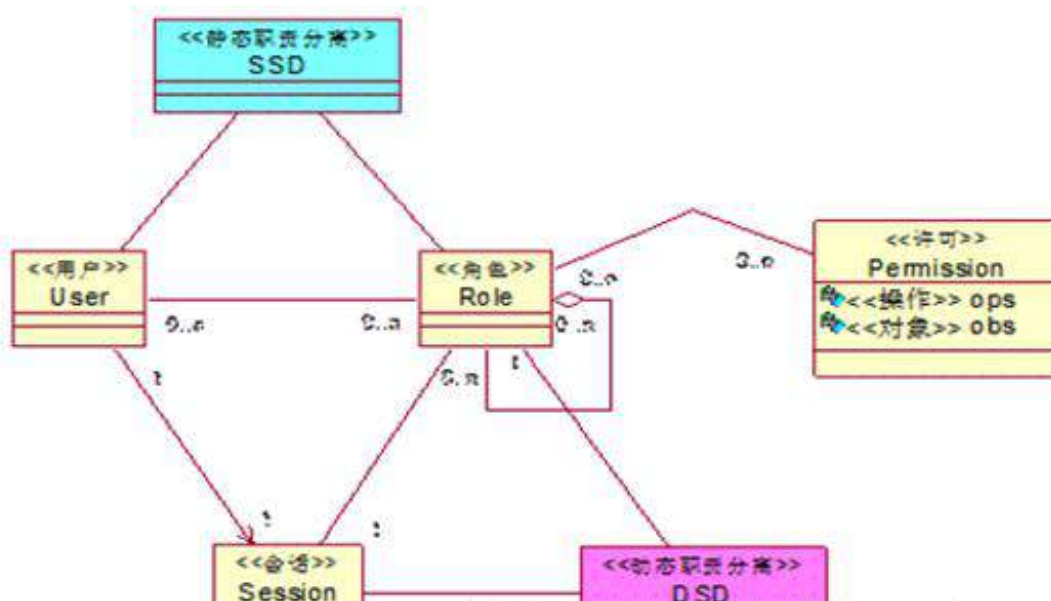 <<静态职责分离>>
SSD
<<用户>>
User
<<角色>>
Role
<<许可>>
Permission
<<操作>> ops
<<对象>> obs
0..n
0..n
0..n
0..n
0..n
0..n
1
1
1
1
<<会话>>
Session
<<动态职责分离>>
DSD